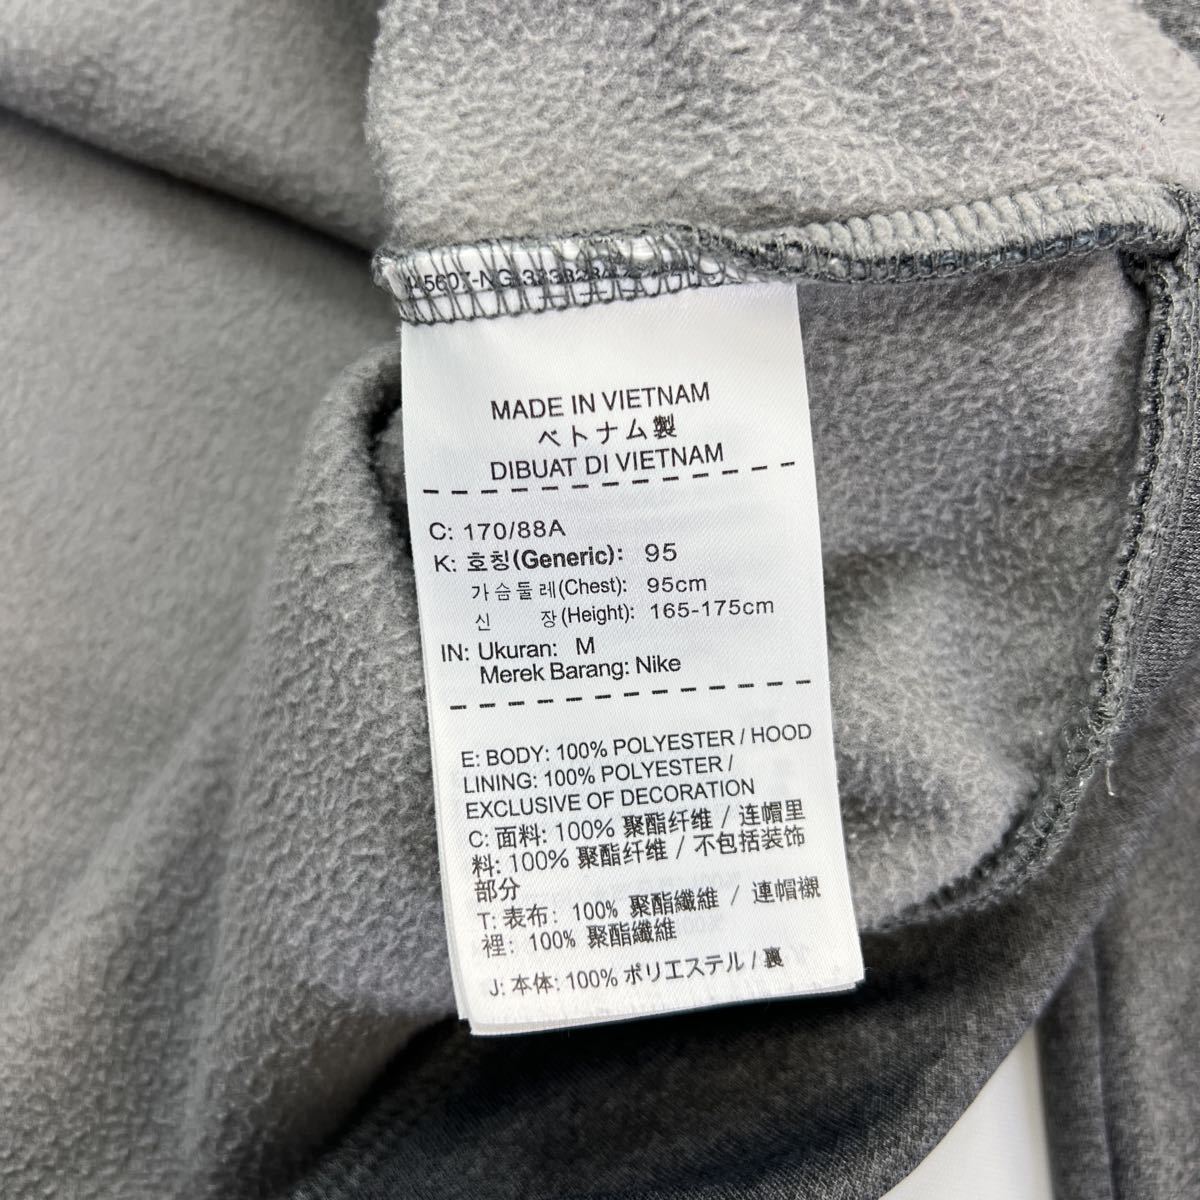 MADE IN VIETNAM
ベトナム製
DIBUAT DI VIETNAM
C: 170/88A
K: 호칭(Generic): 95
가슴둘레(Chest): 95cm
신 장(Height): 165-175cm
IN: Ukuran: M
Merek Barang: Nike
E: BODY: 100% POLYESTER / HOOD
LINING: 100% POLYESTER /
EXCLUSIVE OF DECORATION
C: 面料: 100% 聚酯纤维 / 连帽里
料: 100% 聚酯纤维 / 不包括装饰
部分
T: 表布: 100% 聚酯纖維 / 連帽襯
裡: 100% 聚酯纖維
J: 本体: 100% ポリエステル / 裏